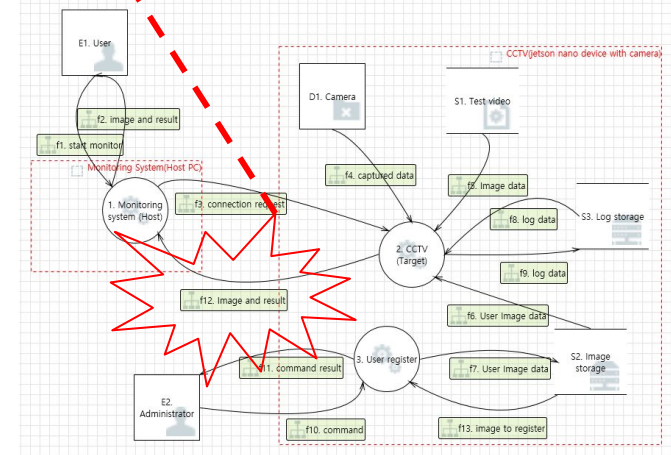 E1. User
CCTV(jetson nano device with camera)
D1. Camera
S1. Test video
f2. image and result
f1. start monitor
Monitoring System(Host PC)
f4. captured data
f5. Image data
1. Monitoring
system (Host)
f3. connection request
f8. log data
S3. Log storage
2. CCTV
(Target)
f9. log data
f12. Image and result
f6. User Image data
3. User register
S2. Image
storage
f11. command result
f7. User Image data
E2.
Administrator
f10. command
f13. image to register